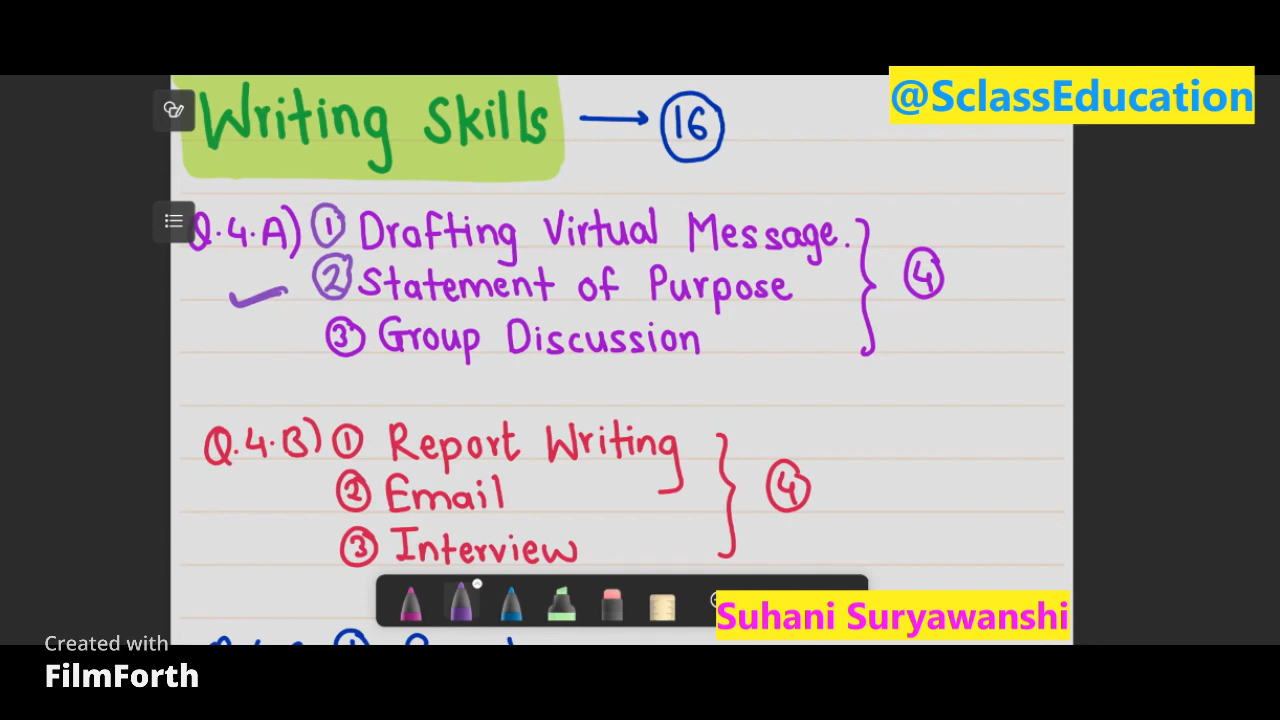 @SclassEducation
Writing Skills → 16
Q.4.A) 1 Drafting Virtual Message.
2 Statement of Purpose
3 Group Discussion
4
Q.4.B) 1 Report Writing
2 Email
3 Interview
4
Suhani Suryawanshi
Created with
FilmForth